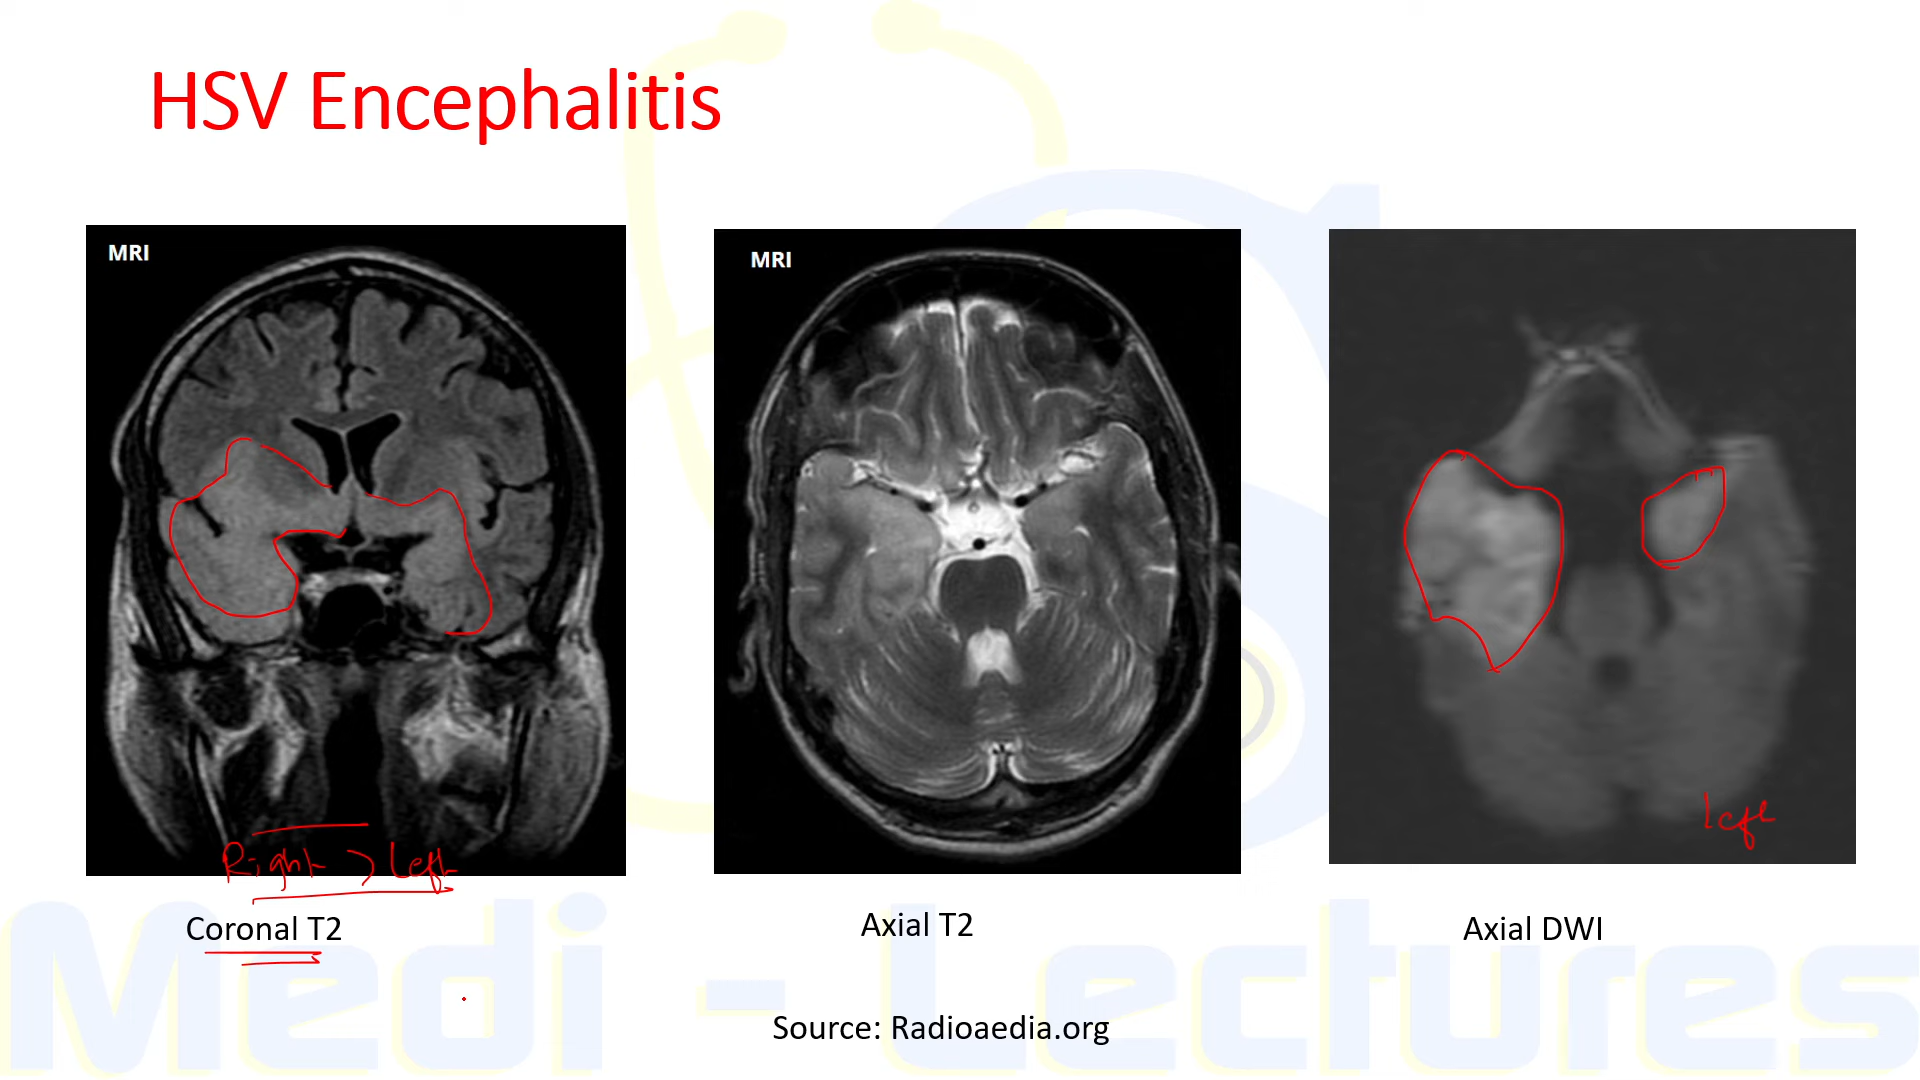 HSV Encephalitis
MRI
MRI
Right > Left
left
Coronal T2
Axial T2
Axial DWI
Medi - Lectures
Source: Radioaedia.org